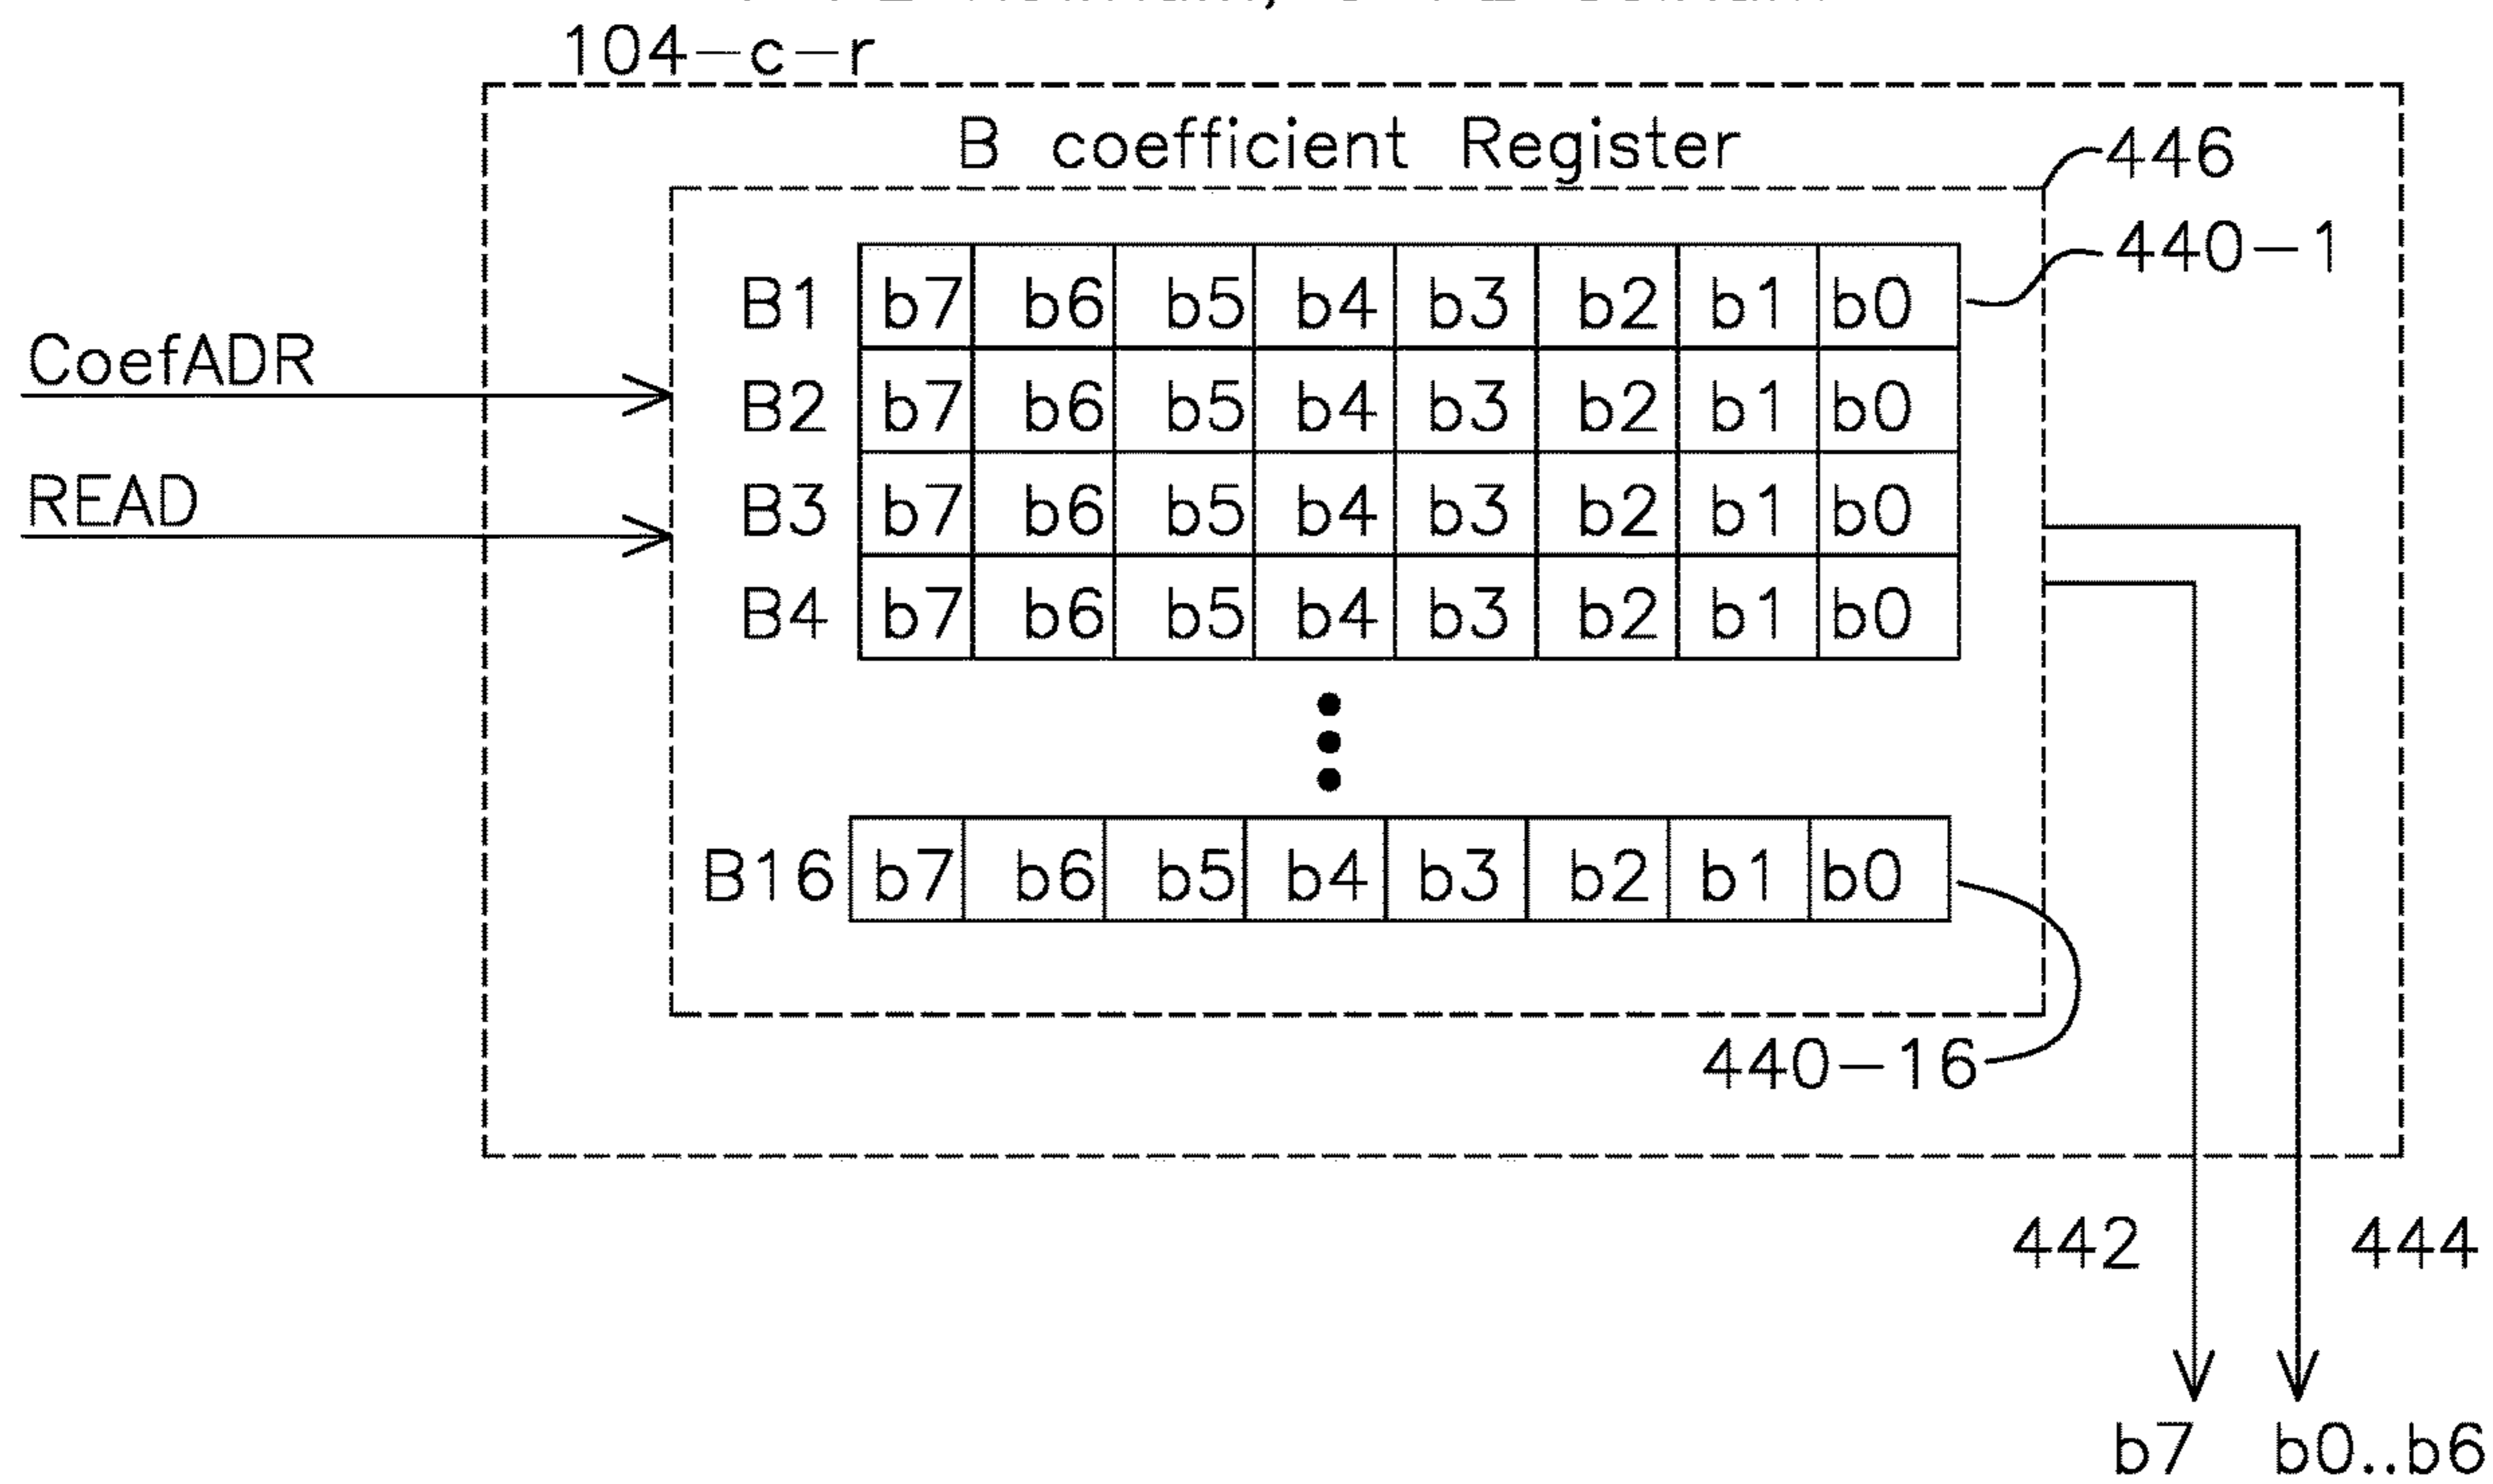 104-c-r
B coefficient Register
446
440-1
B1 b7 b6 b5 b4 b3 b2 b1 b0
CoefADR
B2 b7 b6 b5 b4 b3 b2 b1 b0
READ
B3 b7 b6 b5 b4 b3 b2 b1 b0
B4 b7 b6 b5 b4 b3 b2 b1 b0
B16 b7 b6 b5 b4 b3 b2 b1 b0
440-16
442 444
b7 b0..b6